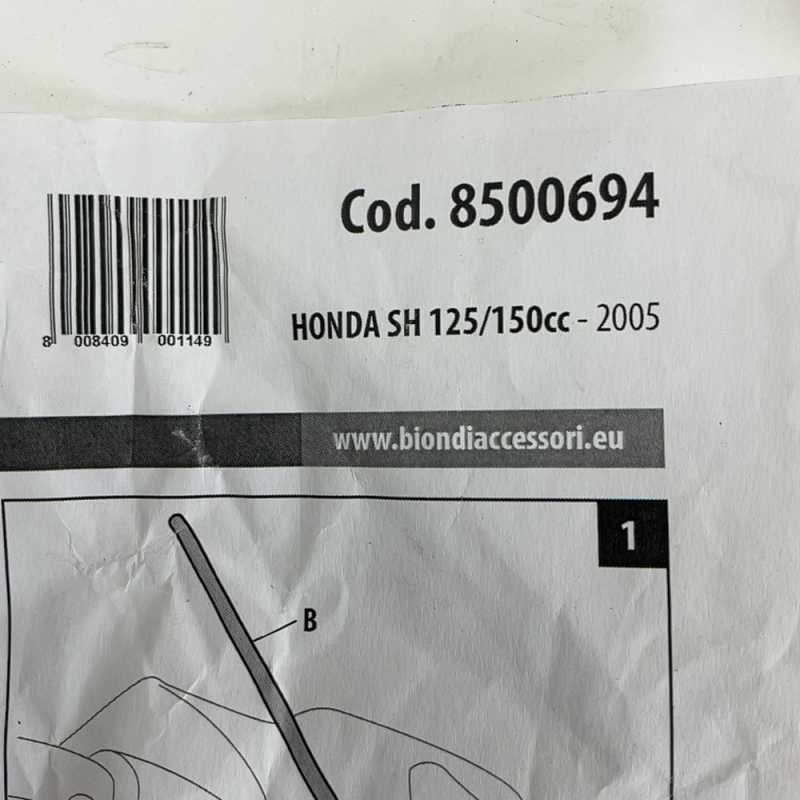 Cod. 8500694
8 008409 001149
HONDA SH 125/150cc - 2005
www.biondiaccessori.eu
1
B